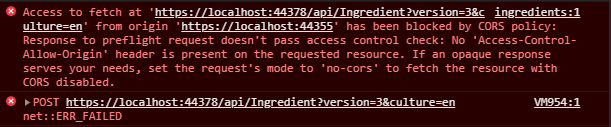 Access to fetch at 'https://localhost:44378/api/Ingredient?version=3&c ingredients:1
ulture=en' from origin 'https://localhost:44355' has been blocked by CORS policy:
Response to preflight request doesn't pass access control check: No 'Access-Control-
Allow-Origin' header is present on the requested resource. If an opaque response
serves your needs, set the request's mode to 'no-cors' to fetch the resource with
CORS disabled.
POST https://localhost:44378/api/Ingredient?version=3&culture=en VM954:1
net::ERR_FAILED